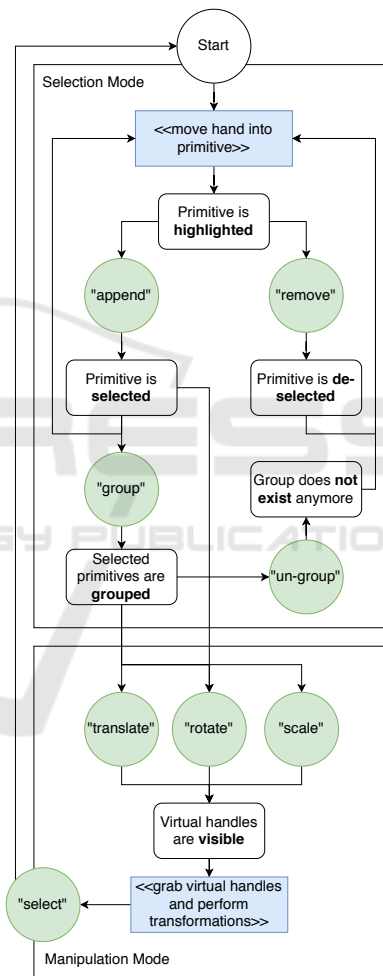 Start
Selection Mode
<<move hand into
primitive>>
Primitive is
highlighted
"append"
"remove"
Primitive is
selected
Primitive is de-
selected
"group"
Group does not
exist anymore
Selected
primitives are
grouped
"un-group"
"translate"
"rotate"
"scale"
Virtual handles
are visible
<<grab virtual handles
and perform
transformations>>
"select"
Manipulation Mode